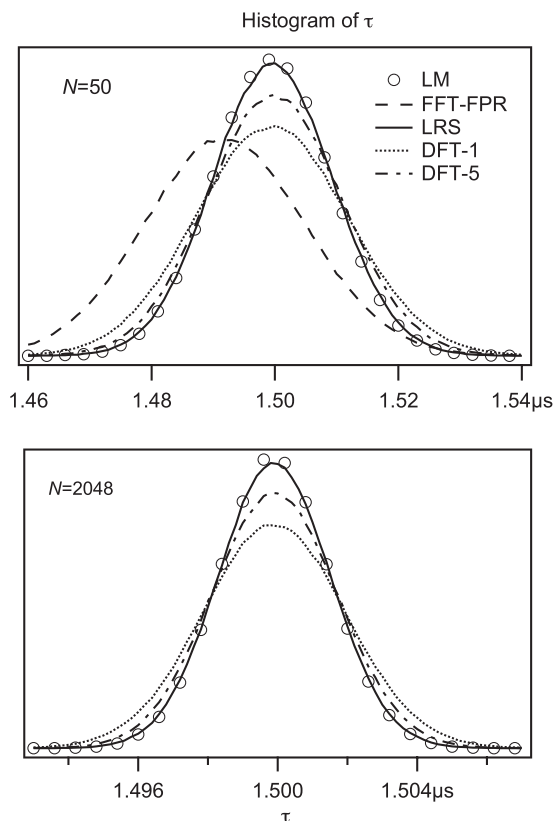 Histogram of τ
N=50
LM
FFT-FPR
LRS
DFT-1
DFT-5
1.46 1.48 1.50 1.52 1.54μs
N=2048
1.496 1.500 1.504μs
τ